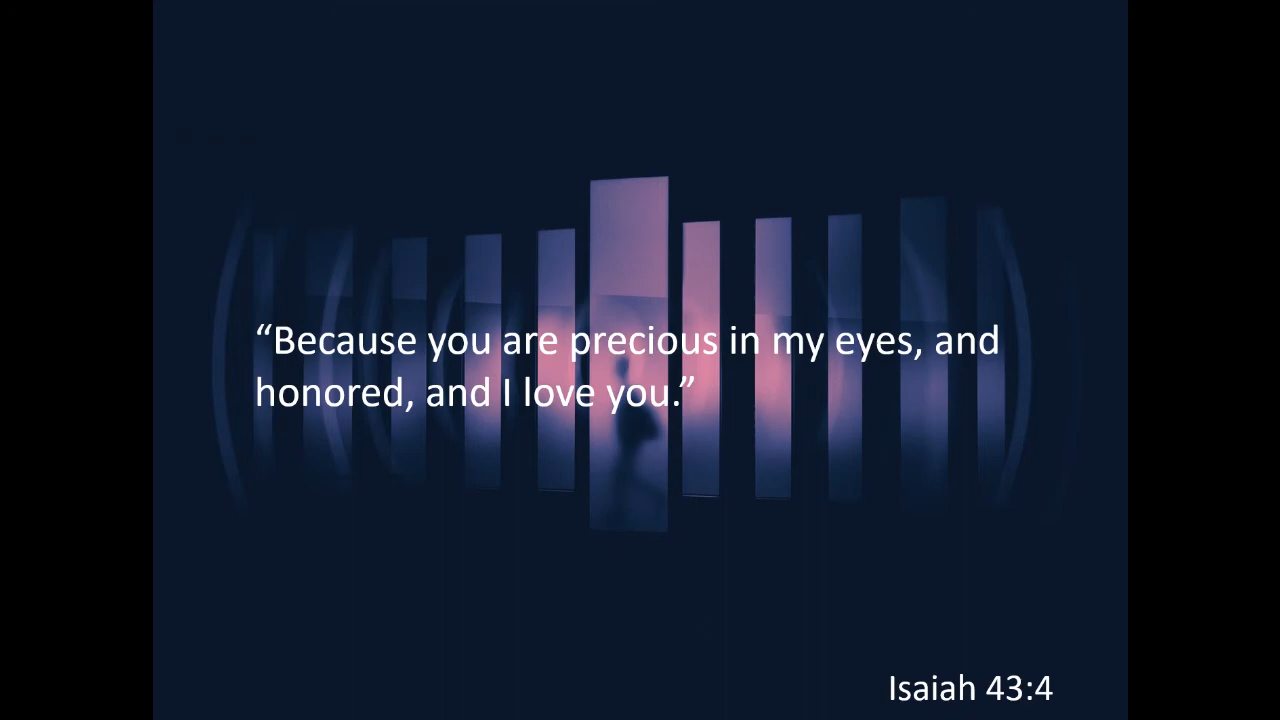 “Because you are precious in my eyes, and
honored, and I love you.”
Isaiah 43:4